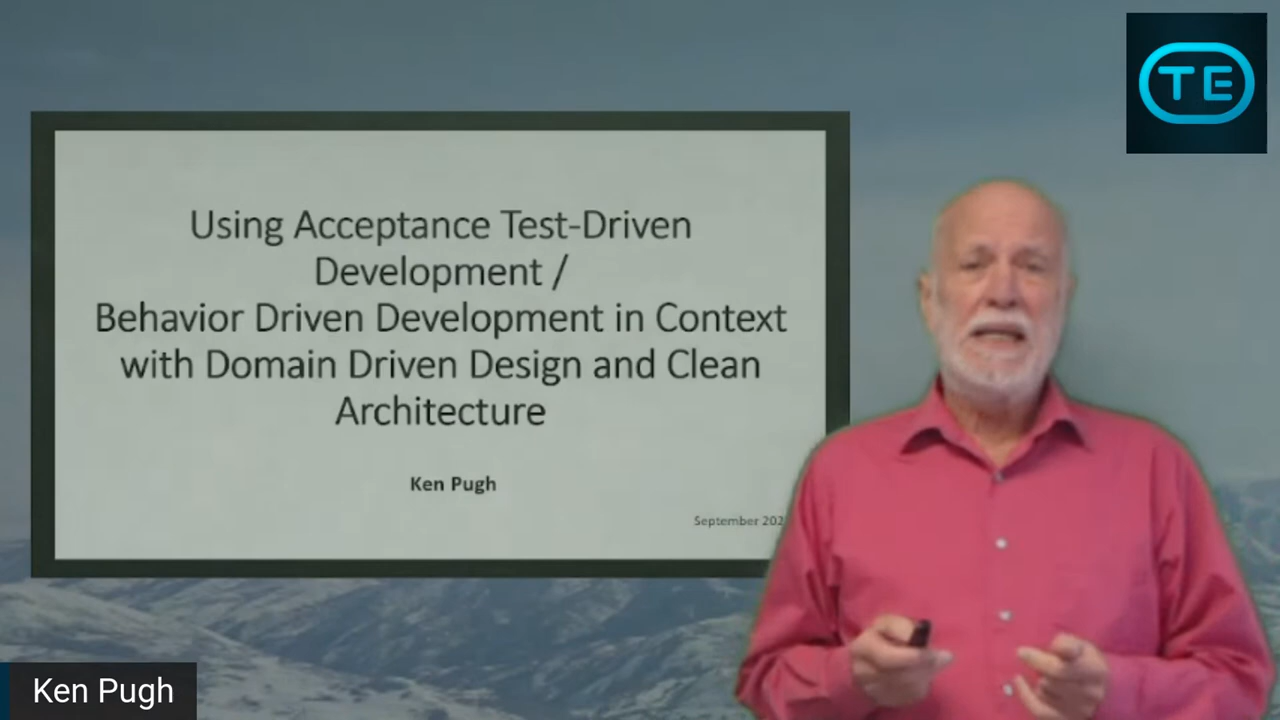 TE
Using Acceptance Test-Driven
Development /
Behavior Driven Development in Context
with Domain Driven Design and Clean
Architecture
Ken Pugh
September
Ken Pugh